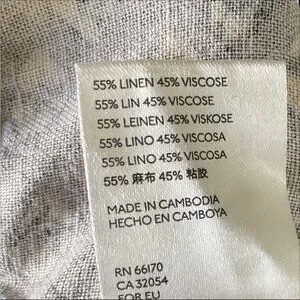 55% LINEN 45% VISCOSE
55% LIN 45% VISCOSE
55% LEINEN 45% VISKOSE
55% LINO 45% VISCOSA
55% LINO 45% VISCOSA
55% 麻布 45% 粘胶
MADE IN CAMBODIA
HECHO EN CAMBOYA
RN 66170
CA 32054
FOR EU